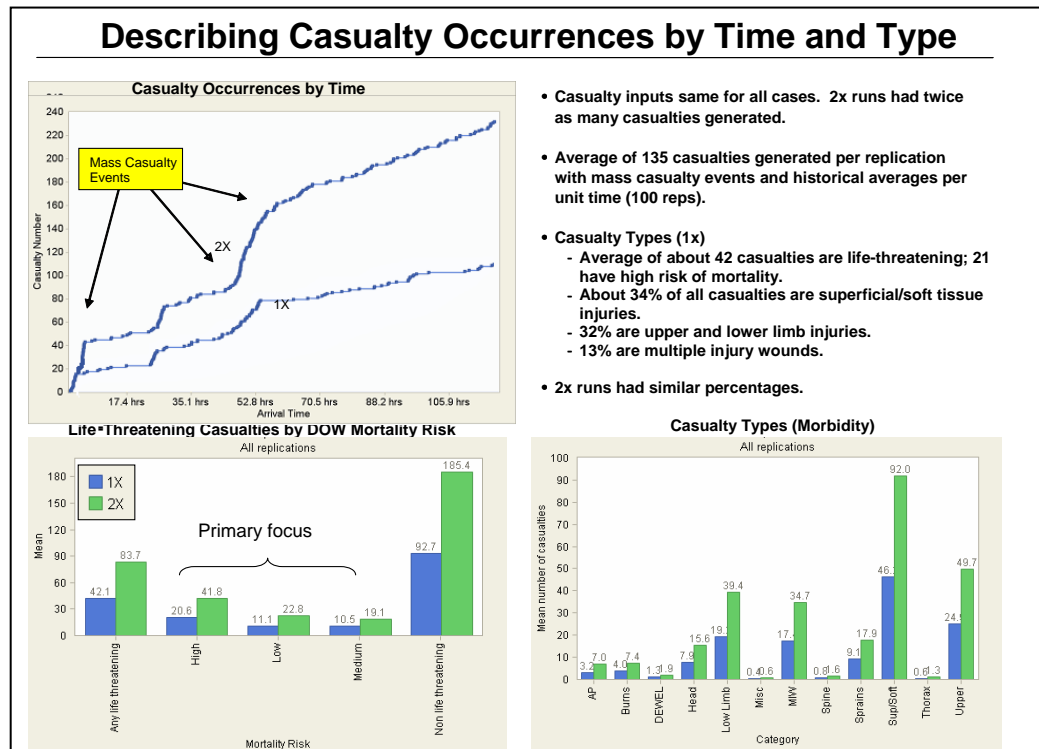 Describing Casualty Occurrences by Time and Type
Casualty Occurrences by Time
240
220
200
180
160
140
120
100
80
60
40
20
0
Casualty Number
Mass Casualty
Events
2X
1X
17.4 hrs 35.1 hrs 52.8 hrs 70.5 hrs 88.2 hrs 105.9 hrs
Arrival Time
• Casualty inputs same for all cases. 2x runs had twice
as many casualties generated.
• Average of 135 casualties generated per replication
with mass casualty events and historical averages per
unit time (100 reps).
• Casualty Types (1x)
- Average of about 42 casualties are life-threatening; 21
have high risk of mortality.
- About 34% of all casualties are superficial/soft tissue
injuries.
- 32% are upper and lower limb injuries.
- 13% are multiple injury wounds.
• 2x runs had similar percentages.
Life-Threatening Casualties by DOW Mortality Risk
All replications
1X
2X
Primary focus
180
150
120
90
60
30
0
Mean
42.1 83.7 20.6 41.8 11.1 22.8 10.5 19.1 92.7 185.4
Any life threatening
High
Low
Medium
Non life threatening
Mortality Risk
Casualty Types (Morbidity)
All replications
100
90
80
70
60
50
40
30
20
10
0
Mean number of casualties
3.2 7.0 4.0 7.4 1.3 1.9 7.9 15.6 39.4 0.4 0.6 34.7 0.8 1.6 9.1 17.9 92.0 0.6 1.3 49.7
AP
Burns
DEWEL
Head
Low Limb
Misc
MIW
Spine
Sprains
Sup/Soft
Thorax
Upper
Category